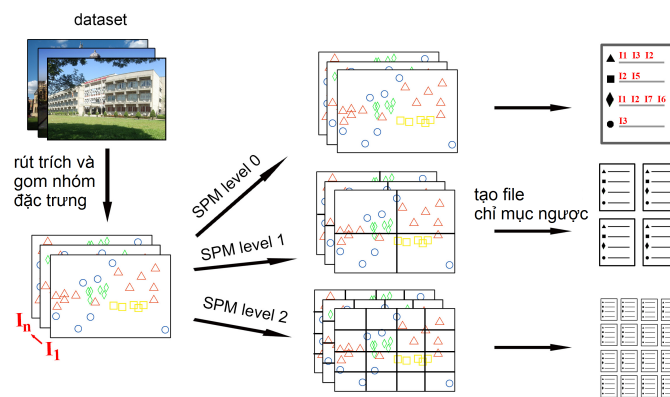 dataset
rút trích và
gom nhóm
đặc trưng
SPM level 0
SPM level 1
SPM level 2
tạo file
chỉ mục ngược
I1 I3 I2
I2 I5
I1 I2 I7 I6
I3
In
I1